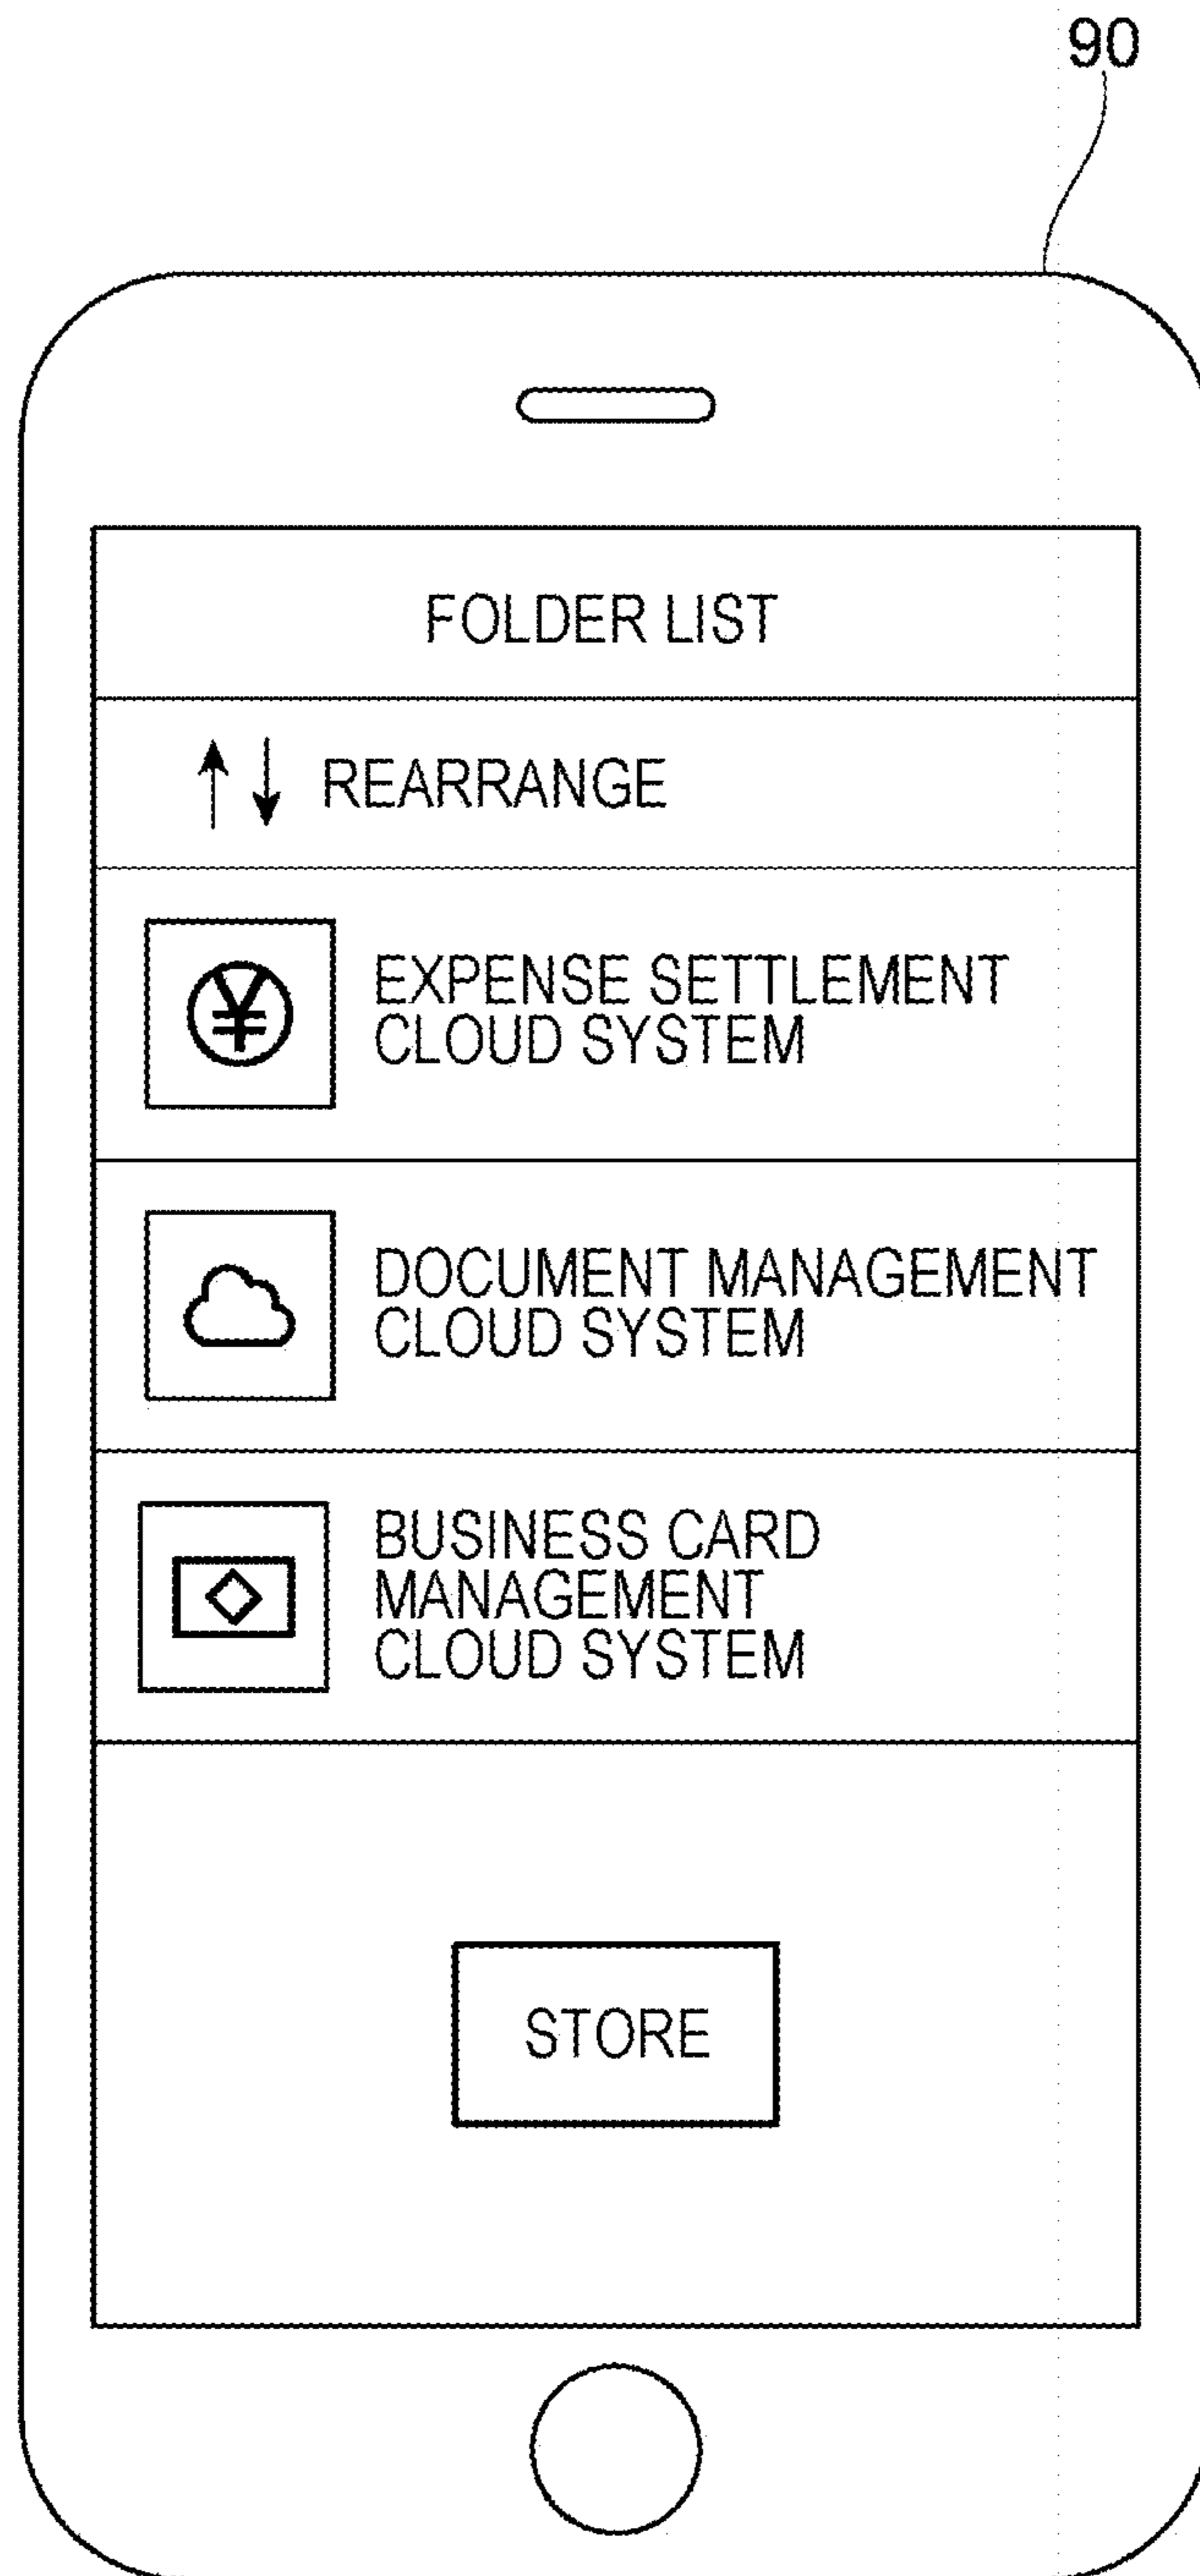 90
FOLDER LIST
REARRANGE
¥
EXPENSE SETTLEMENT
CLOUD SYSTEM
DOCUMENT MANAGEMENT
CLOUD SYSTEM
BUSINESS CARD
MANAGEMENT
CLOUD SYSTEM
STORE